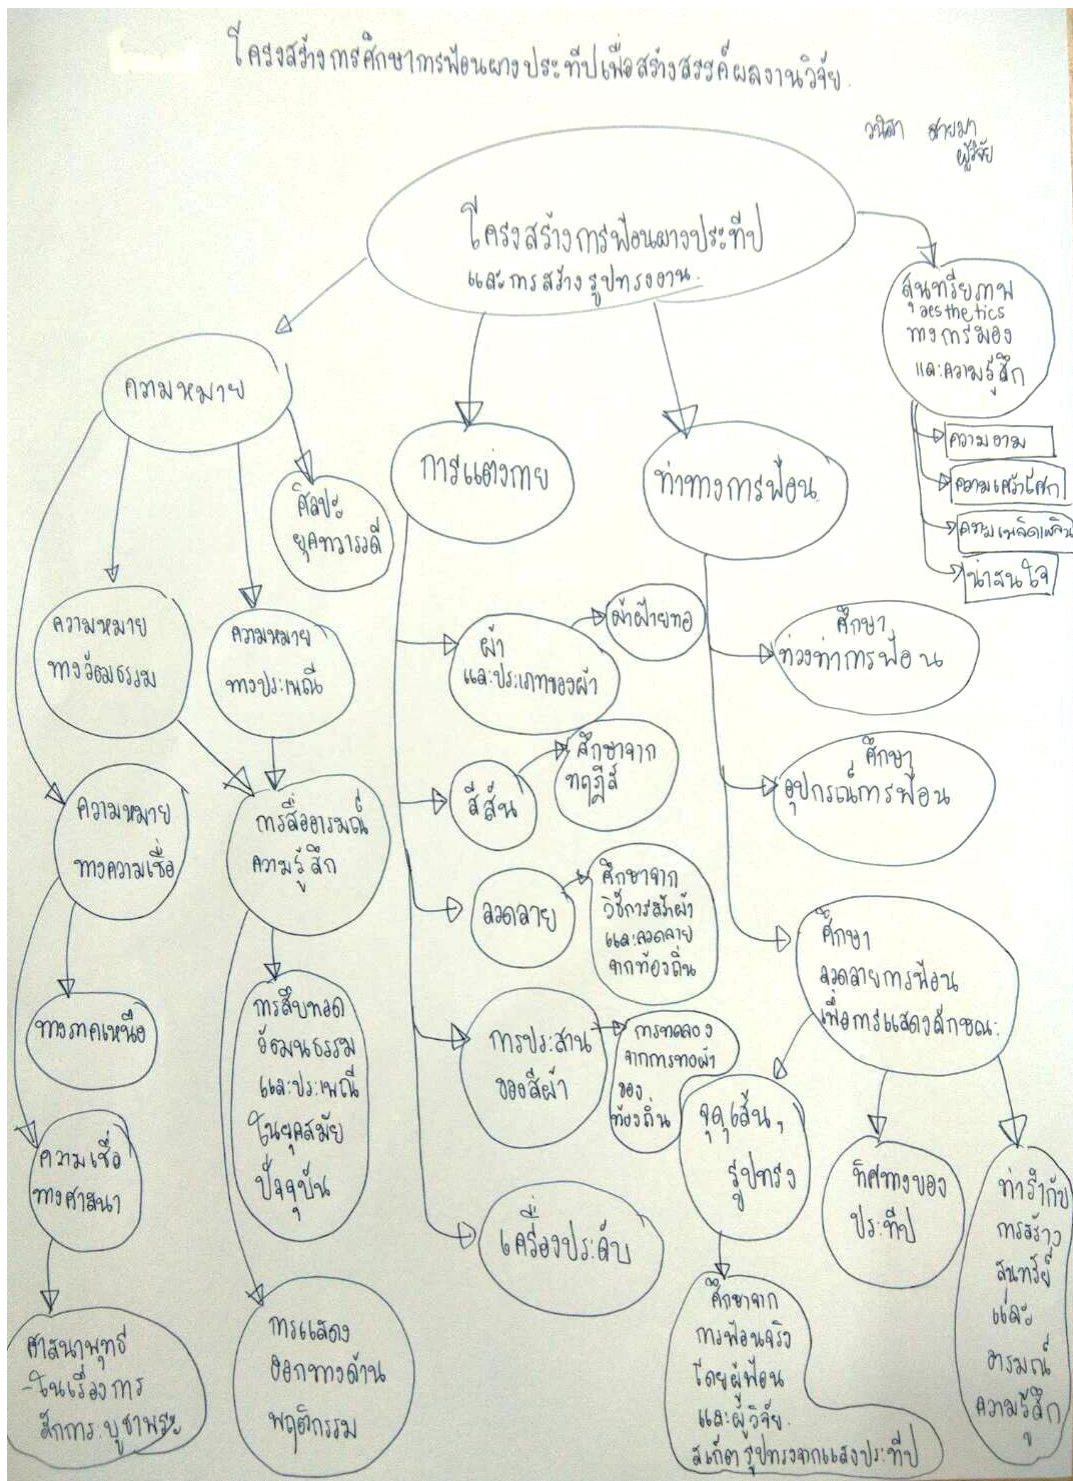 โครงสร้างการศึกษาการฟ้อนผางประทีปเพื่อสร้างสรรค์ผลงานวิจัย.
วนิสา สายมา
ผู้วิจัย
โครงสร้างการฟ้อนผางประทีป
และการสร้างรูปทรงงาน.
สุนทรียภาพ
aesthetics
ทางการมอง
และความรู้สึก
ความงาม
ความเศร้าโศก
ความเพลิดเพลิน
น่าสนใจ
ความหมาย
ศิลปะ
ยุคทวารวดี
ความหมาย
ทางวัฒธรรม
ความหมาย
ทางประเพณี
ความหมาย
ทางความเชื่อ
การสื่ออารมณ์
ความรู้สึก
ทางภาคเหนือ
การสืบทอด
วัฒนธรรม
และประเพณี
ในยุคสมัย
ปัจจุบัน
ความเชื่อ
ทางศาสนา
ศาสนาพุทธ
-ในเรื่องการ
สักการะบูชาพระ
การแสดง
ออกทางด้าน
พฤติกรรม
การแต่งกาย
ผ้า
และประเภทของผ้า
ผ้าฝ้ายทอ
สีสัน
ศึกษาจาก
ทฤฎีสี
ลวดลาย
ศึกษาจาก
วิธีการสร้างผ้า
และลวดลาย
จากท้องถิ่น
การประสาน
ของสีผ้า
การทดลอง
จากการทอผ้า
ของ
ท้องถิ่น
เครื่องประดับ
ท่าทางการฟ้อน
ศึกษา
ท่วงท่าการฟ้อน
ศึกษา
อุปกรณ์การฟ้อน
ศึกษา
ลวดลายการฟ้อน
เพื่อการแสดงลักษณะ
จุด,เส้น,
รูปทรง
ทิศทางของ
ประทีป
ท่ารำกับ
การสร้าง
สุนทรีย์
และ
อารมณ์
ความรู้สึก
ศึกษาจาก
การฟ้อนจริง
โดยผู้ฟ้อน
และผู้วิจัย.
สเก็ตรูปทรงจากแสงประทีป